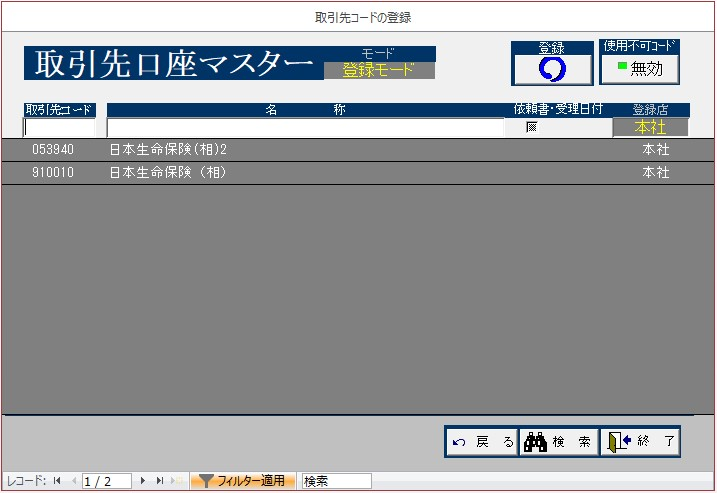 取引先コードの登録
取引先口座マスター
モード
登録モード
登録
使用不可コード
無効
取引先コード 名 称 依頼書・受理日付 登録店
本社
053940 日本生命保険(相)2 本社
910010 日本生命保険（相） 本社
戻 る 検 索 終 了
レコード: 1 / 2 フィルター適用 検索